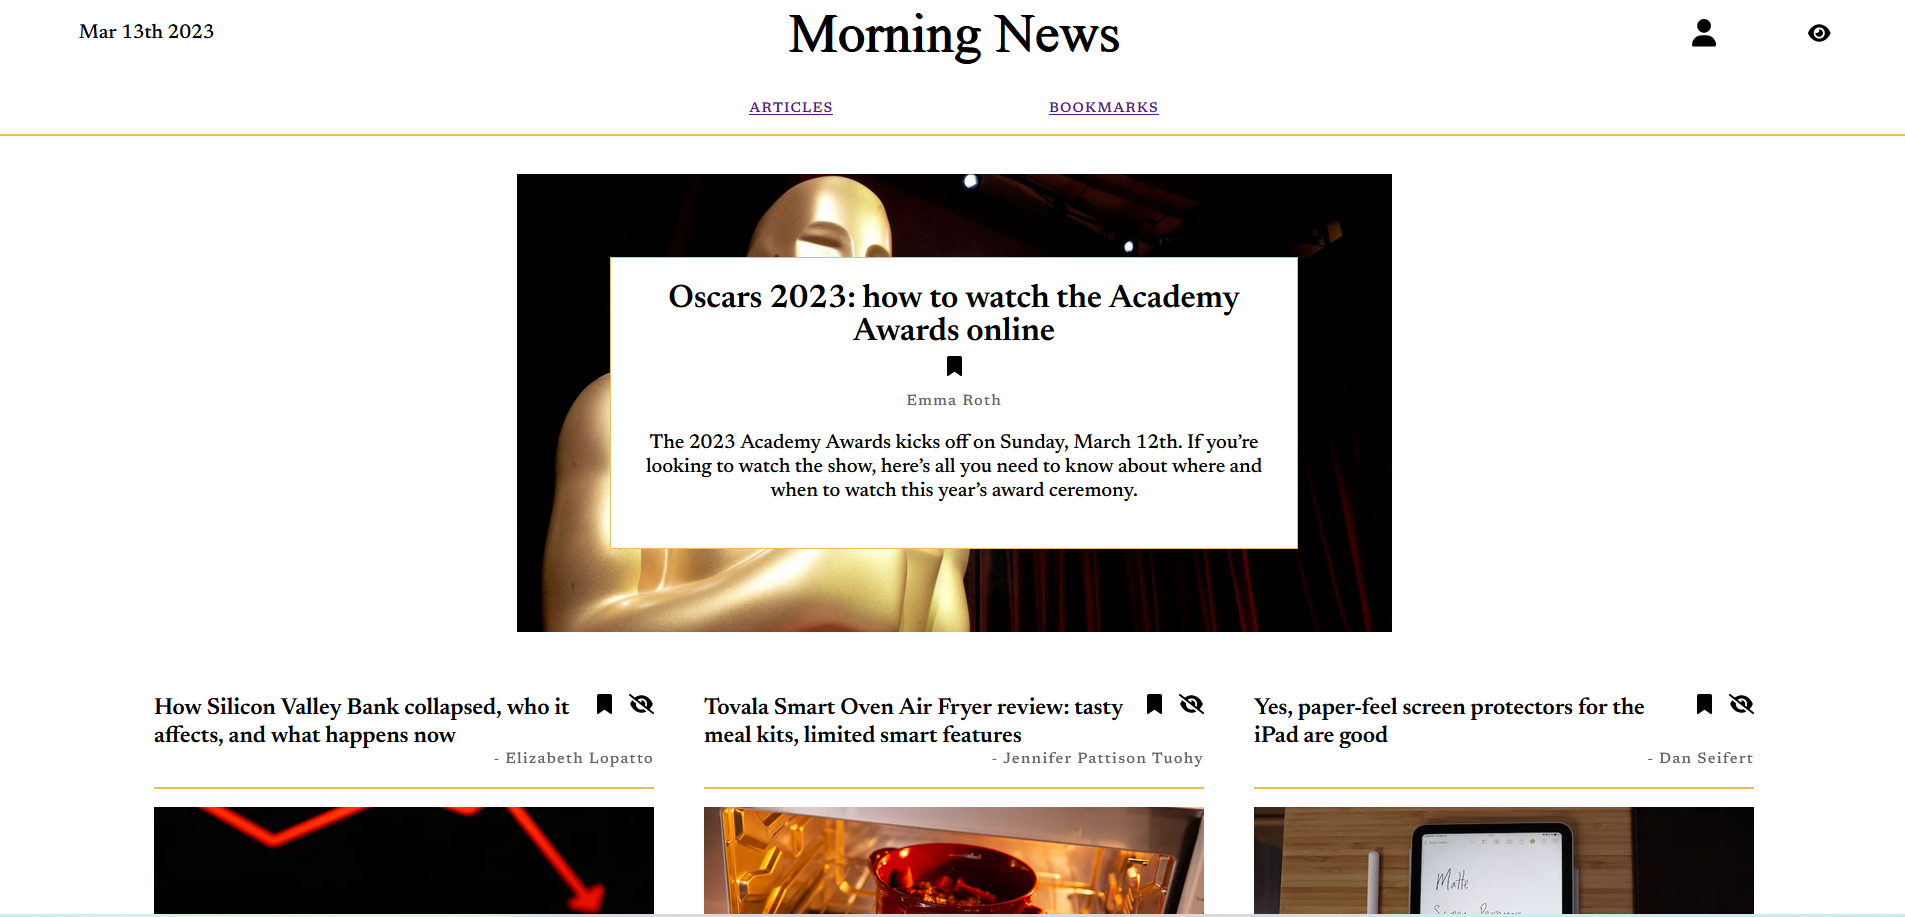 Mar 13th 2023
Morning News
ARTICLES
BOOKMARKS
Oscars 2023: how to watch the Academy
Awards online
Emma Roth
The 2023 Academy Awards kicks off on Sunday, March 12th. If you’re
looking to watch the show, here’s all you need to know about where and
when to watch this year’s award ceremony.
How Silicon Valley Bank collapsed, who it
affects, and what happens now
- Elizabeth Lopatto
Tovala Smart Oven Air Fryer review: tasty
meal kits, limited smart features
- Jennifer Pattison Tuohy
Yes, paper-feel screen protectors for the
iPad are good
- Dan Seifert
Matte